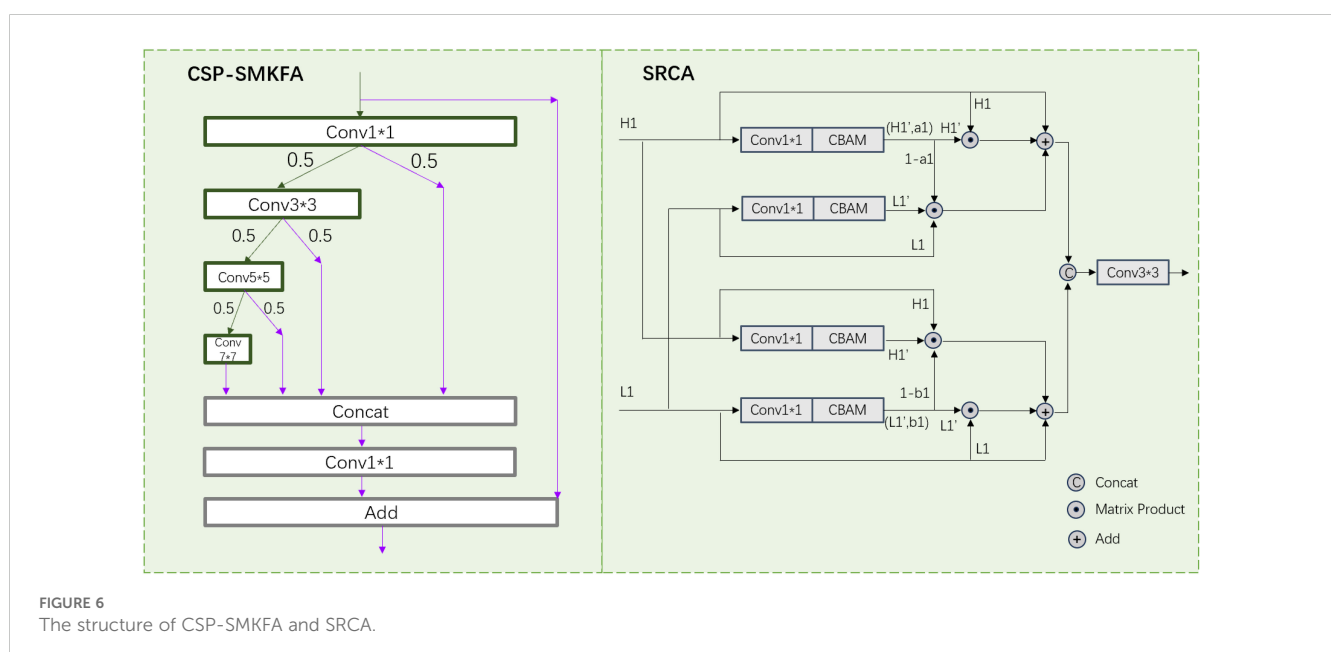 CSP-SMKFA
Conv1*1
0.5
0.5
Conv3*3
0.5
0.5
Conv5*5
0.5
0.5
Conv
7*7
Concat
Conv1*1
Add
SRCA
H1
H1
(H1',a1)
H1'
Conv1*1
CBAM
1-a1
Conv1*1
CBAM
L1'
L1
C
Conv3*3
H1
Conv1*1
CBAM
H1'
L1
1-b1
Conv1*1
CBAM
(L1',b1)
L1'
L1
C Concat
Matrix Product
+ Add
FIGURE 6
The structure of CSP-SMKFA and SRCA.